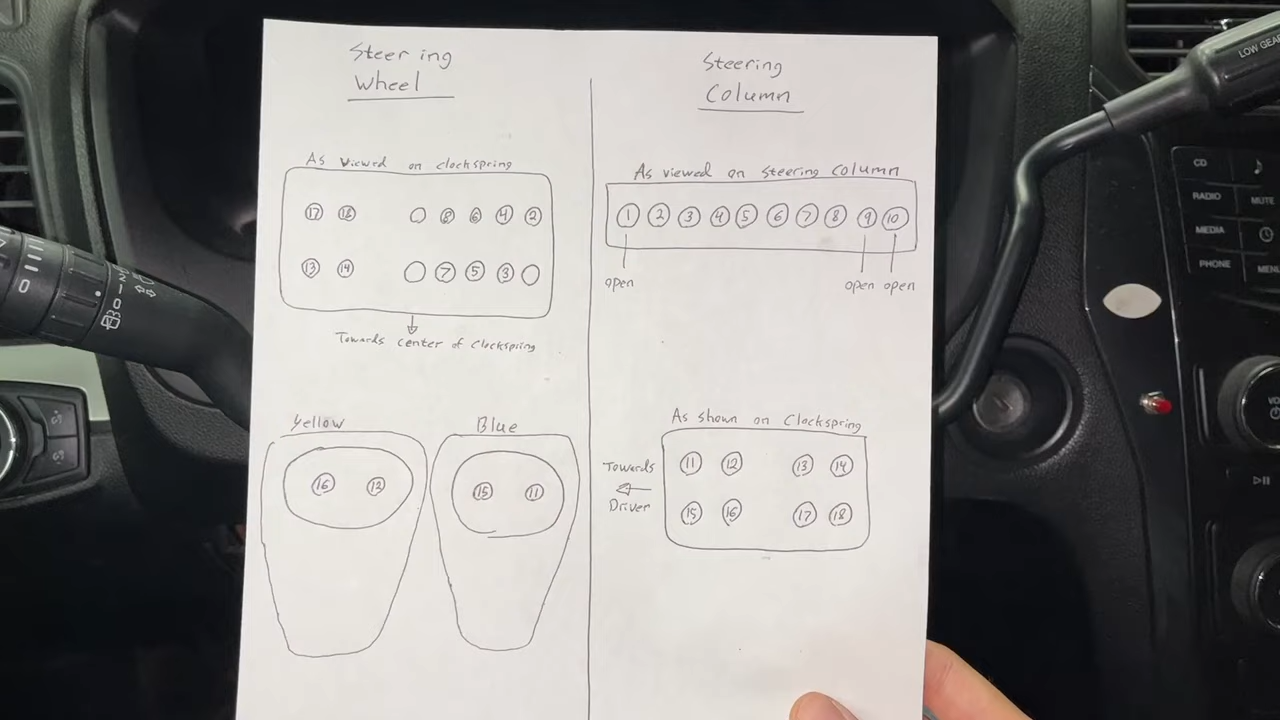 Steering
Wheel
As viewed on clockspring
17 18 8 6 4 2
13 14 7 5 3
Towards center of clockspring
Yellow
16 12
Blue
15 11
Steering
Column
As viewed on steering column
1 2 3 4 5 6 7 8 9 10
open open open
As shown on Clockspring
Towards
Driver
11 12 13 14
15 16 17 18
LOW GEAR
CD
RADIO
MUTE
MEDIA
PHONE
MENU
0